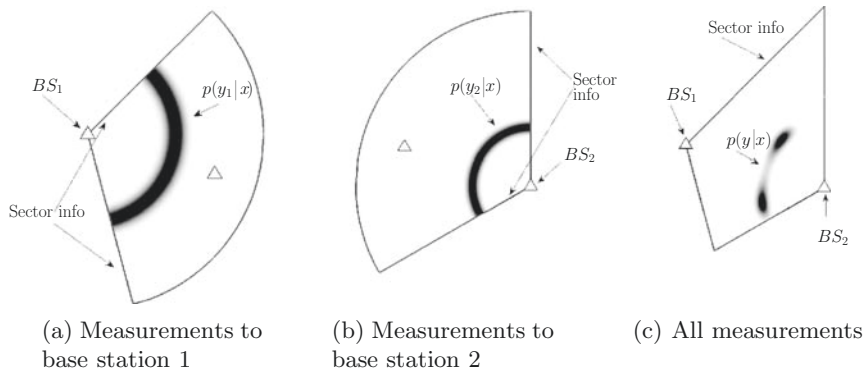 BS₁
p(y₁|x)
Sector info
(a) Measurements to
base station 1
p(y₂|x)
Sector
info
BS₂
(b) Measurements to
base station 2
Sector info
BS₁
p(y|x)
BS₂
(c) All measurements